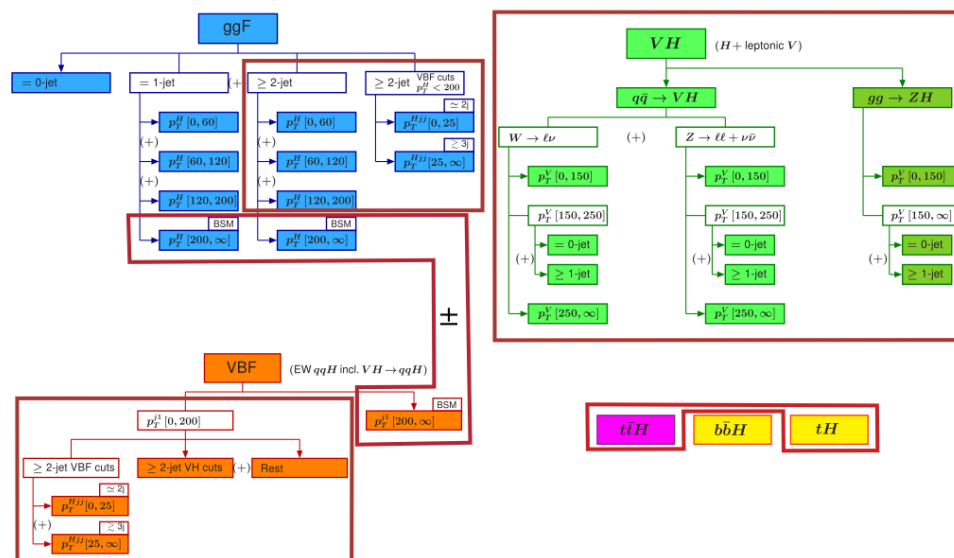 ggF
= 0-jet
= 1-jet
(+)
≥ 2-jet
≥ 2-jet VBF cuts
p_T^H < 200
≃ 2j
p_T^H [0, 60]
p_T^H [0, 60]
p_T^{Hjj} [0, 25]
(+)
(+)
≳ 3j
p_T^H [60, 120]
p_T^H [60, 120]
p_T^{Hjj} [25, ∞]
(+)
(+)
p_T^H [120, 200]
p_T^H [120, 200]
BSM
BSM
p_T^H [200, ∞]
p_T^H [200, ∞]
±
VBF
(EW qqH incl. VH → qqH)
BSM
p_T^{j1} [0, 200]
p_T^{j1} [200, ∞]
≥ 2-jet VBF cuts
≥ 2-jet VH cuts
(+)
Rest
≃ 2j
p_T^{Hjj} [0, 25]
(+)
≳ 3j
p_T^{Hjj} [25, ∞]
VH
(H+ leptonic V)
qq̄ → VH
gg → ZH
W → ℓν
(+)
Z → ℓℓ + νν̄
p_T^V [0, 150]
p_T^V [0, 150]
p_T^V [0, 150]
p_T^V [150, 250]
p_T^V [150, 250]
p_T^V [150, ∞]
= 0-jet
= 0-jet
= 0-jet
(+)
(+)
(+)
≥ 1-jet
≥ 1-jet
≥ 1-jet
p_T^V [250, ∞]
p_T^V [250, ∞]
tt̄H
bb̄H
tH